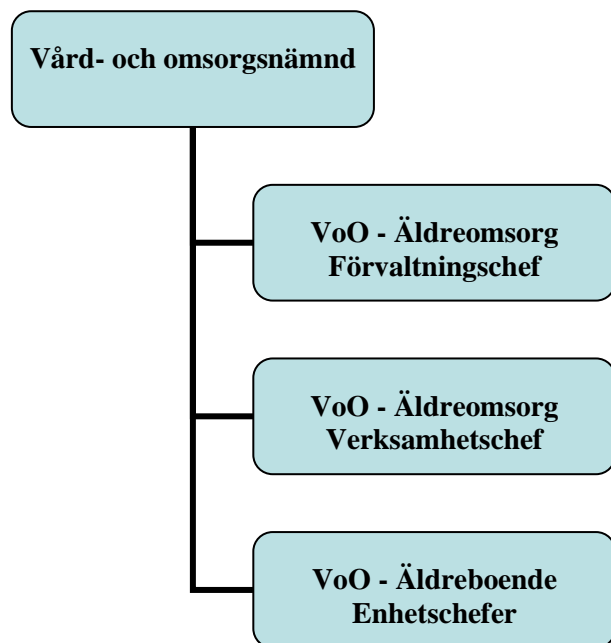 Vård- och omsorgsnämnd
VoO - Äldreomsorg
Förvaltningschef
VoO - Äldreomsorg
Verksamhetschef
VoO - Äldreboende
Enhetschefer